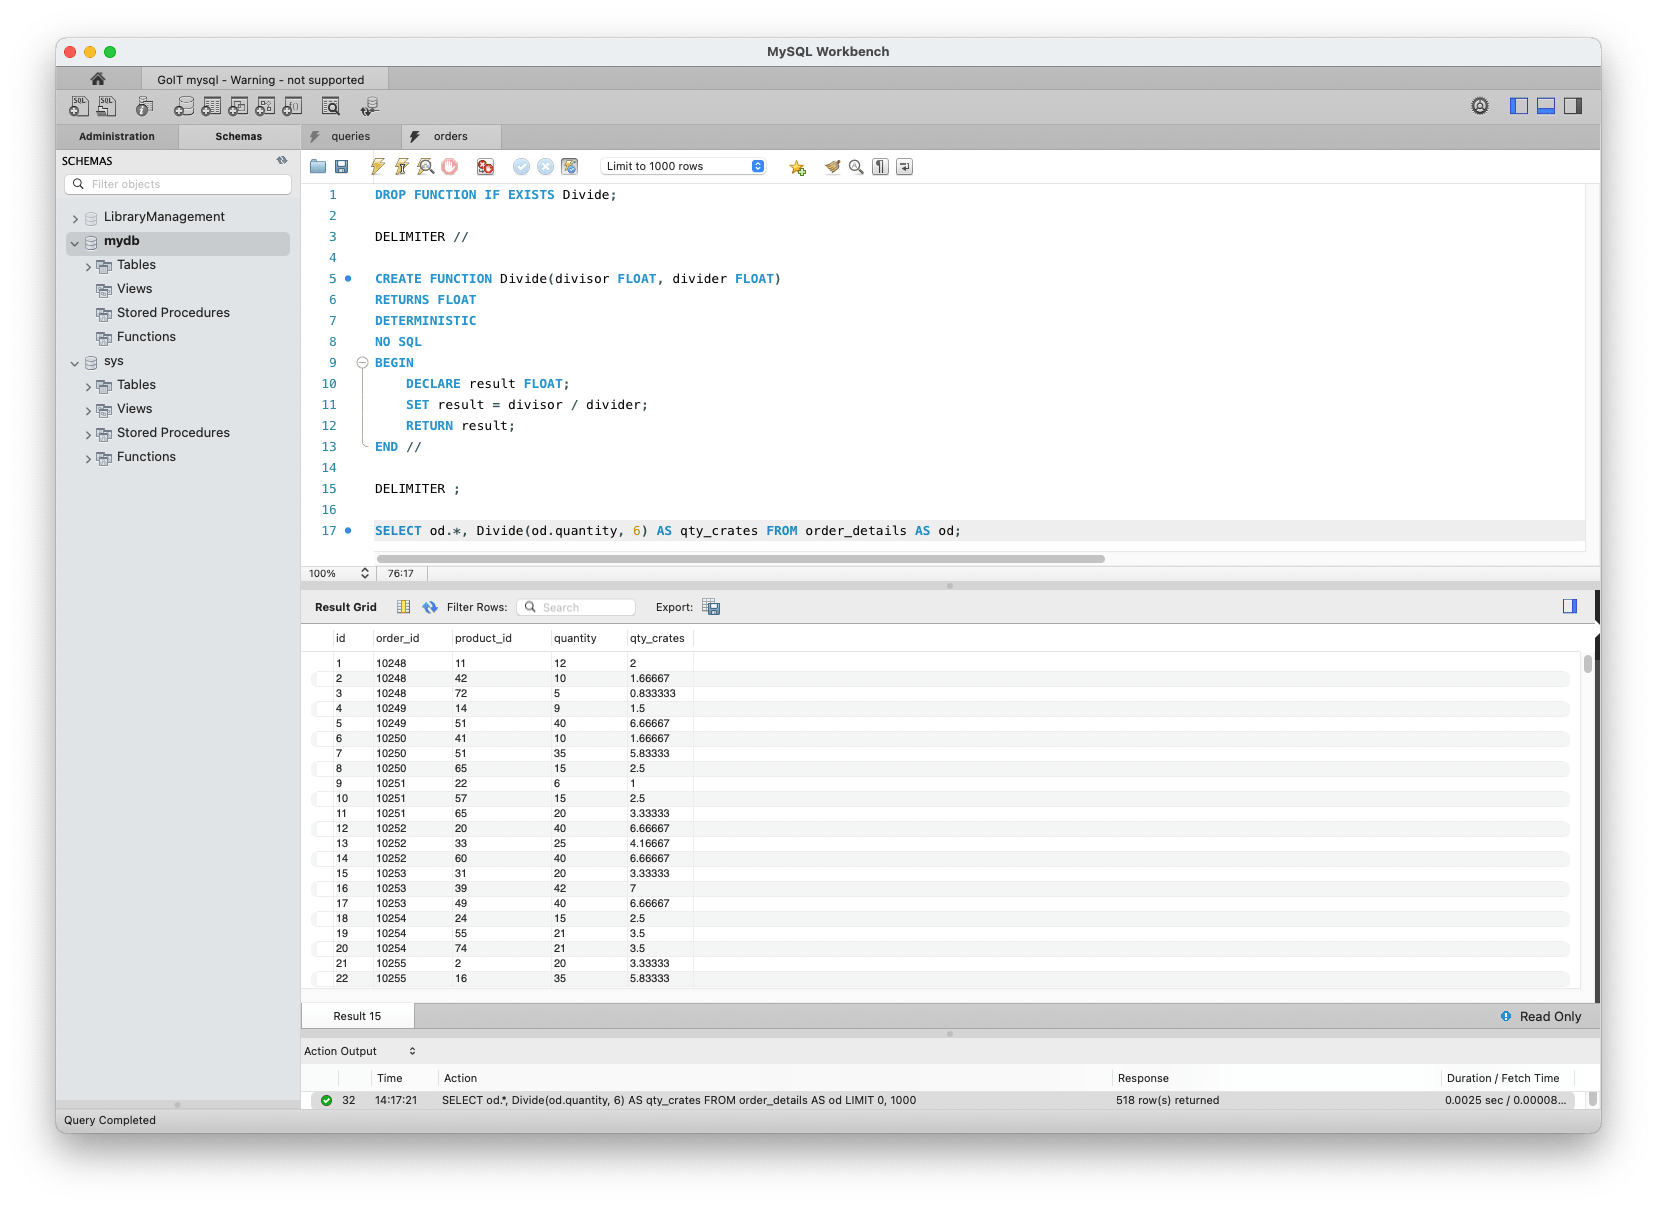 MySQL Workbench
GoIT mysql - Warning - not supported
Administration
Schemas
queries
orders
SCHEMAS
Filter objects
LibraryManagement
mydb
Tables
Views
Stored Procedures
Functions
sys
Tables
Views
Stored Procedures
Functions
Limit to 1000 rows
1 DROP FUNCTION IF EXISTS Divide;
2
3 DELIMITER //
4
5 CREATE FUNCTION Divide(divisor FLOAT, divider FLOAT)
6 RETURNS FLOAT
7 DETERMINISTIC
8 NO SQL
9 BEGIN
10 DECLARE result FLOAT;
11 SET result = divisor / divider;
12 RETURN result;
13 END //
14
15 DELIMITER ;
16
17 SELECT od.*, Divide(od.quantity, 6) AS qty_crates FROM order_details AS od;
100% 76:17
Result Grid Filter Rows: Search Export:
id order_id product_id quantity qty_crates
1 10248 11 12 2
2 10248 42 10 1.66667
3 10248 72 5 0.833333
4 10249 14 9 1.5
5 10249 51 40 6.66667
6 10250 41 10 1.66667
7 10250 51 35 5.83333
8 10250 65 15 2.5
9 10251 22 6 1
10 10251 57 15 2.5
11 10251 65 20 3.33333
12 10252 20 40 6.66667
13 10252 33 25 4.16667
14 10252 60 40 6.66667
15 10253 31 20 3.33333
16 10253 39 42 7
17 10253 49 40 6.66667
18 10254 24 15 2.5
19 10254 55 21 3.5
20 10254 74 21 3.5
21 10255 2 20 3.33333
22 10255 16 35 5.83333
Result 15
Read Only
Action Output
Time Action Response Duration / Fetch Time
32 14:17:21 SELECT od.*, Divide(od.quantity, 6) AS qty_crates FROM order_details AS od LIMIT 0, 1000 518 row(s) returned 0.0025 sec / 0.00008...
Query Completed